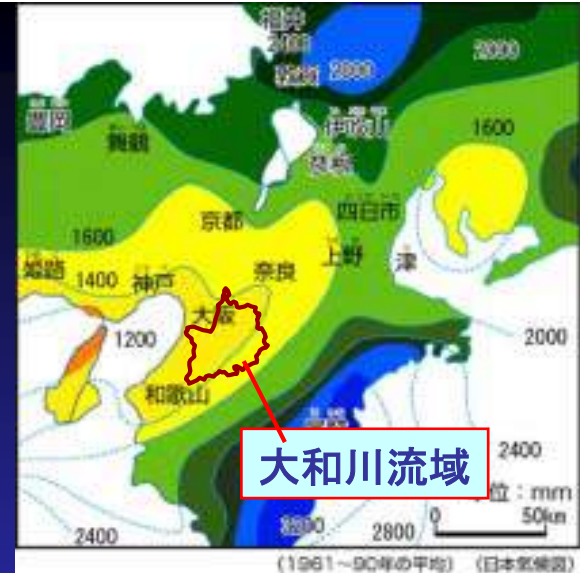 福井
2400
敦賀
2000
2000
豊岡
舞鶴
伊吹山
彦根
1600
京都
四日市
1600
上野
津
姫路
1400
神戸
奈良
大阪
1200
2000
和歌山
大和川流域
2400
位：mm
0
50km
3200
2800
2400
(1961～90年の平均)
(日本気候図)